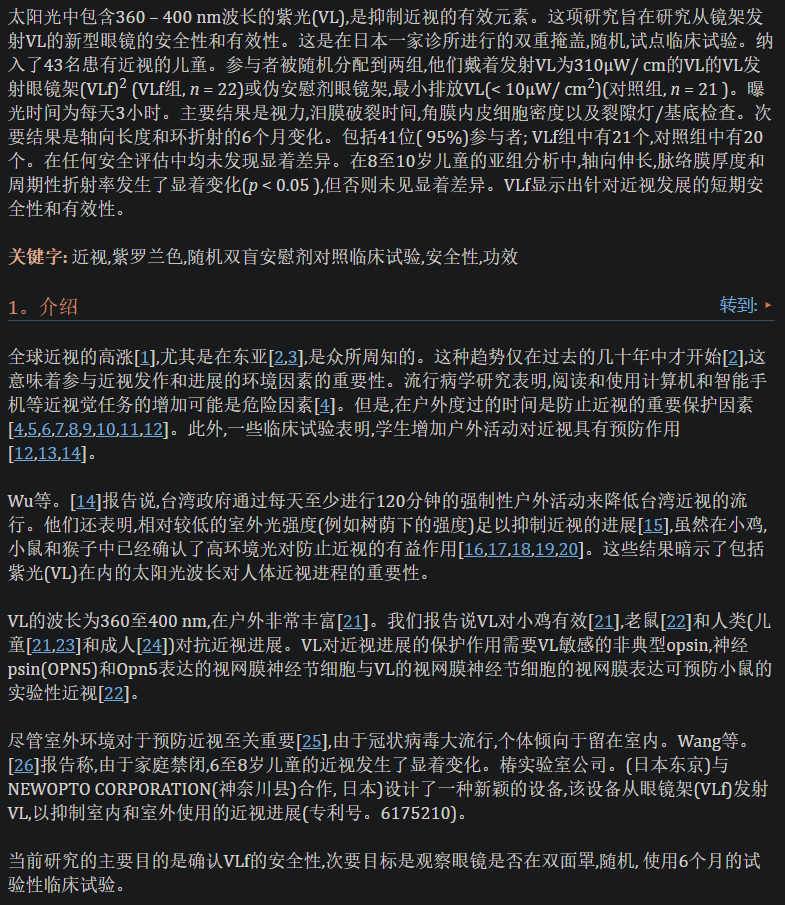 太阳光中包含360 – 400 nm波长的紫光(VL),是抑制近视的有效元素。这项研究旨在研究从镜架发
射VL的新型眼镜的安全性和有效性。这是在日本一家诊所进行的双重掩盖,随机,试点临床试验。纳
入了43名患有近视的儿童。参与者被随机分配到两组,他们戴着发射VL为310μW/ cm的VL的VL发
射眼镜架(VLf)² (VLf组, n = 22)或伪安慰剂眼镜架,最小排放VL(< 10μW/ cm²)(对照组, n = 21 )。曝
光时间为每天3小时。主要结果是视力,泪膜破裂时间,角膜内皮细胞密度以及裂隙灯/基底检查。次
要结果是轴向长度和环折射的6个月变化。包括41位( 95%)参与者; VLf组中有21个,对照组中有20
个。在任何安全评估中均未发现显着差异。在8至10岁儿童的亚组分析中,轴向伸长,脉络膜厚度和
周期性折射率发生了显着变化(p < 0.05 ),但否则未见显着差异。VLf显示出针对近视发展的短期安
全性和有效性。
关键字: 近视,紫罗兰色,随机双盲安慰剂对照临床试验,安全性,功效
1。介绍 转到: ▸
全球近视的高涨[1],尤其是在东亚[2,3],是众所周知的。这种趋势仅在过去的几十年中才开始[2],这
意味着参与近视发作和进展的环境因素的重要性。流行病学研究表明,阅读和使用计算机和智能手
机等近视觉任务的增加可能是危险因素[4]。但是,在户外度过的时间是防止近视的重要保护因素
[4,5,6,7,8,9,10,11,12]。此外,一些临床试验表明,学生增加户外活动对近视具有预防作用
[12,13,14]。
Wu等。[14]报告说,台湾政府通过每天至少进行120分钟的强制性户外活动来降低台湾近视的流
行。他们还表明,相对较低的室外光强度(例如树荫下的强度)足以抑制近视的进展[15],虽然在小鸡,
小鼠和猴子中已经确认了高环境光对防止近视的有益作用[16,17,18,19,20]。这些结果暗示了包括
紫光(VL)在内的太阳光波长对人体近视进程的重要性。
VL的波长为360至400 nm,在户外非常丰富[21]。我们报告说VL对小鸡有效[21],老鼠[22]和人类(儿
童[21,23]和成人[24])对抗近视进展。VL对近视进展的保护作用需要VL敏感的非典型opsin,神经
psin(OPN5)和Opn5表达的视网膜神经节细胞与VL的视网膜神经节细胞的视网膜表达可预防小鼠的
实验性近视[22]。
尽管室外环境对于预防近视至关重要[25],由于冠状病毒大流行,个体倾向于留在室内。Wang等。
[26]报告称,由于家庭禁闭,6至8岁儿童的近视发生了显着变化。椿实验室公司。(日本东京)与
NEWOPTO CORPORATION(神奈川县)合作, 日本)设计了一种新颖的设备,该设备从眼镜架(VLf)发射
VL,以抑制室内和室外使用的近视进展(专利号。6175210)。
当前研究的主要目的是确认VLf的安全性,次要目标是观察眼镜是否在双面罩,随机, 使用6个月的试
验性临床试验。